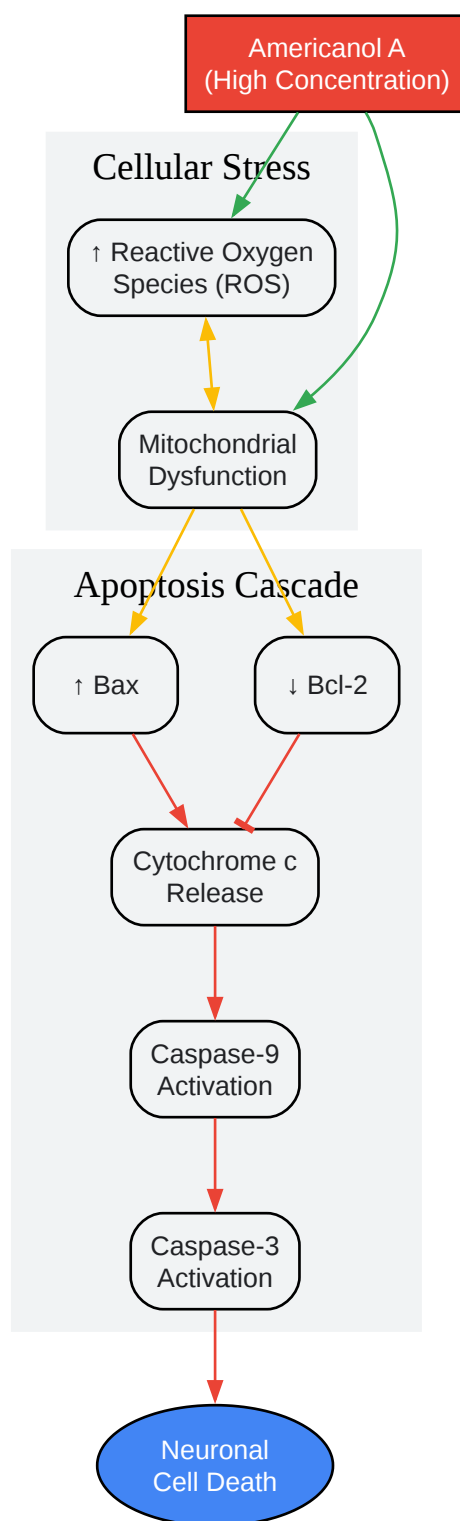 Americanol A
(High Concentration)
Cellular Stress
↑ Reactive Oxygen
Species (ROS)
Mitochondrial
Dysfunction
Apoptosis Cascade
↑ Bax
↓ Bcl-2
Cytochrome c
Release
Caspase-9
Activation
Caspase-3
Activation
Neuronal
Cell Death